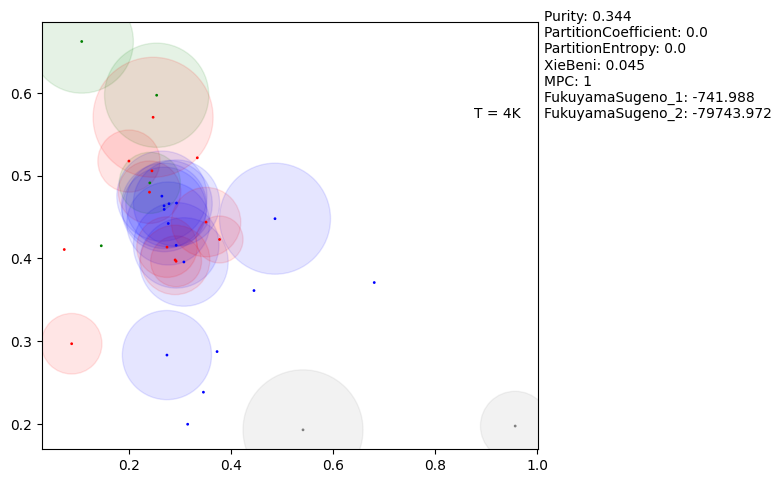 Purity: 0.344
PartitionCoefficient: 0.0
PartitionEntropy: 0.0
XieBeni: 0.045
MPC: 1
FukuyamaSugeno_1: -741.988
FukuyamaSugeno_2: -79743.972
T = 4K
0.6
0.5
0.4
0.3
0.2
0.2 0.4 0.6 0.8 1.0